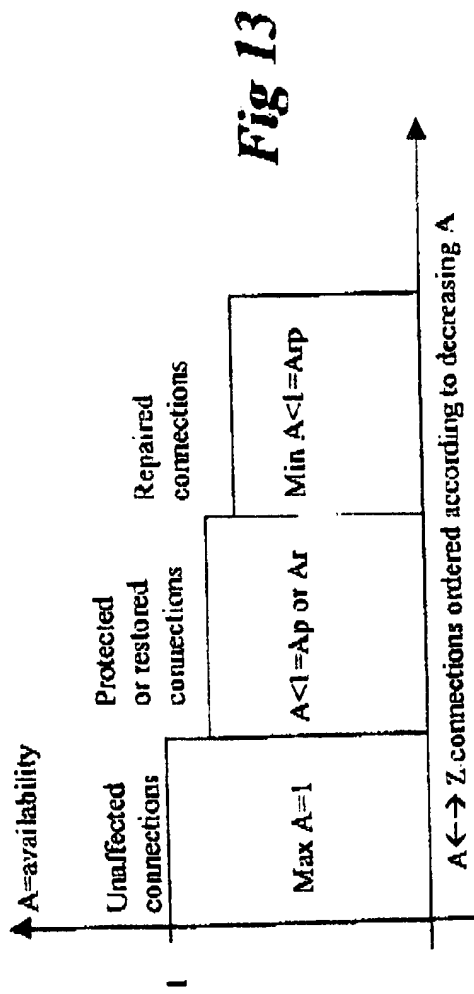 A=availability
Unaffected
connections
Protected
or restored
connections
Repaired
connections
1
Max A=1
A<1=Ap or Ar
Min A<1=Arp
A ←→ Z connections ordered according to decreasing A
Fig 13